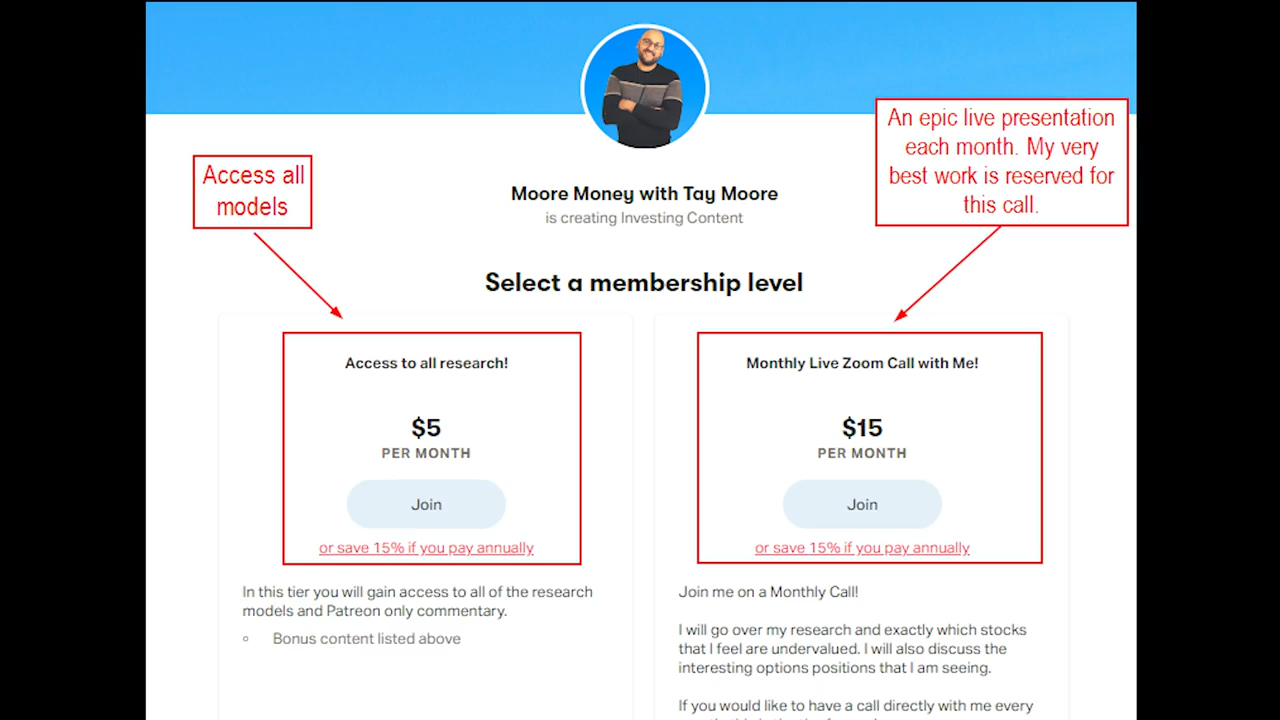 An epic live presentation
each month. My very
best work is reserved for
this call.
Access all
models
Moore Money with Tay Moore
is creating Investing Content
Select a membership level
Access to all research!
$5
PER MONTH
Join
or save 15% if you pay annually
In this tier you will gain access to all of the research
models and Patreon only commentary.
Bonus content listed above
Monthly Live Zoom Call with Me!
$15
PER MONTH
Join
or save 15% if you pay annually
Join me on a Monthly Call!
I will go over my research and exactly which stocks
that I feel are undervalued. I will also discuss the
interesting options positions that I am seeing.
If you would like to have a call directly with me every